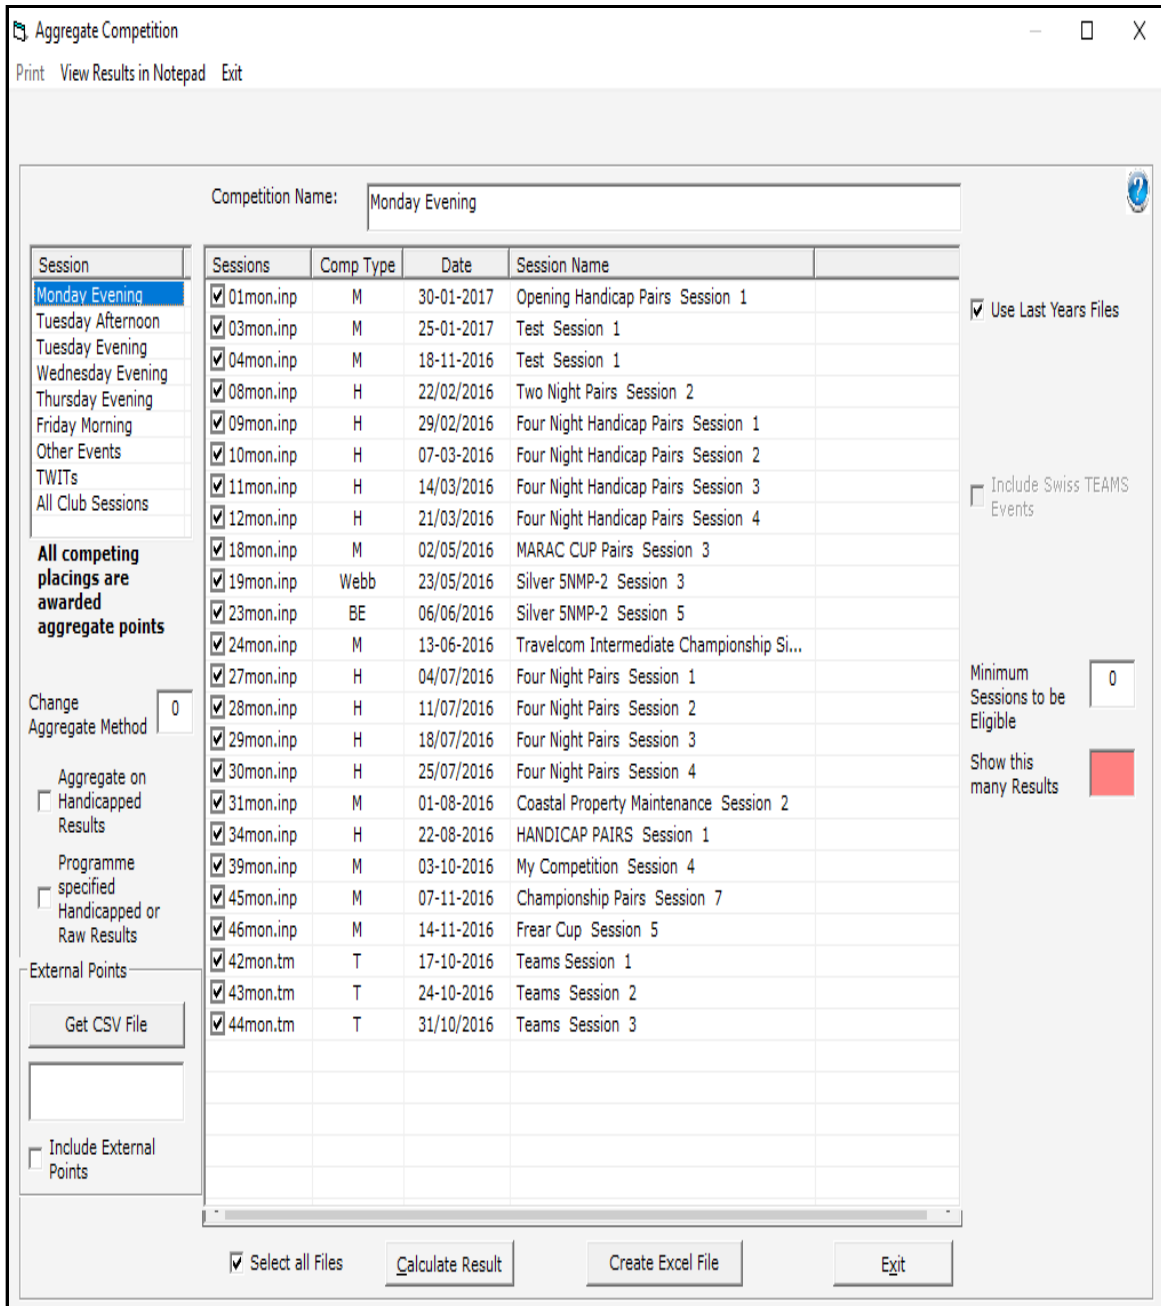 Aggregate Competition
Print View Results in Notepad Exit
Competition Name: Monday Evening
Session
Monday Evening
Tuesday Afternoon
Tuesday Evening
Wednesday Evening
Thursday Evening
Friday Morning
Other Events
TWITs
All Club Sessions
All competing
placings are
awarded
aggregate points
Change
Aggregate Method 0
Aggregate on
Handicapped
Results
Programme
specified
Handicapped or
Raw Results
External Points
Get CSV File
Include External
Points
Sessions Comp Type Date Session Name
01mon.inp M 30-01-2017 Opening Handicap Pairs Session 1
03mon.inp M 25-01-2017 Test Session 1
04mon.inp M 18-11-2016 Test Session 1
08mon.inp H 22/02/2016 Two Night Pairs Session 2
09mon.inp H 29/02/2016 Four Night Handicap Pairs Session 1
10mon.inp H 07-03-2016 Four Night Handicap Pairs Session 2
11mon.inp H 14/03/2016 Four Night Handicap Pairs Session 3
12mon.inp H 21/03/2016 Four Night Handicap Pairs Session 4
18mon.inp M 02/05/2016 MARAC CUP Pairs Session 3
19mon.inp Webb 23/05/2016 Silver 5NMP-2 Session 3
23mon.inp BE 06/06/2016 Silver 5NMP-2 Session 5
24mon.inp M 13-06-2016 Travelcom Intermediate Championship Si...
27mon.inp H 04/07/2016 Four Night Pairs Session 1
28mon.inp H 11/07/2016 Four Night Pairs Session 2
29mon.inp H 18/07/2016 Four Night Pairs Session 3
30mon.inp H 25/07/2016 Four Night Pairs Session 4
31mon.inp M 01-08-2016 Coastal Property Maintenance Session 2
34mon.inp H 22-08-2016 HANDICAP PAIRS Session 1
39mon.inp M 03-10-2016 My Competition Session 4
45mon.inp M 07-11-2016 Championship Pairs Session 7
46mon.inp M 14-11-2016 Frear Cup Session 5
42mon.tm T 17-10-2016 Teams Session 1
43mon.tm T 24-10-2016 Teams Session 2
44mon.tm T 31/10/2016 Teams Session 3
Use Last Years Files
Include Swiss TEAMS
Events
Minimum
Sessions to be
Eligible 0
Show this
many Results
Select all Files Calculate Result Create Excel File Exit